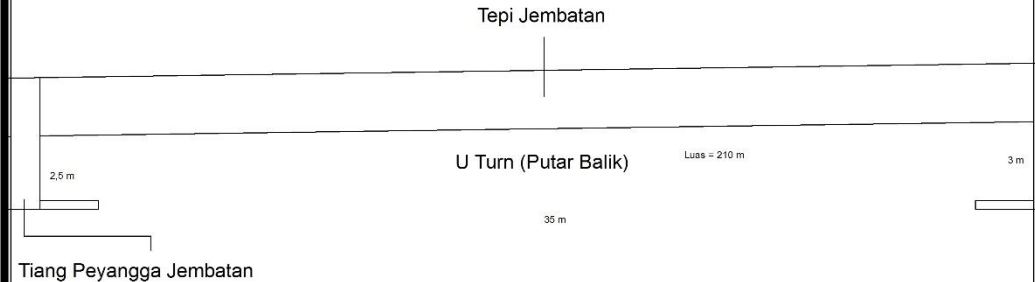 Tepi Jembatan
U Turn (Putar Balik)
Luas = 210 m
3 m
2,5 m
35 m
Tiang Peyangga Jembatan